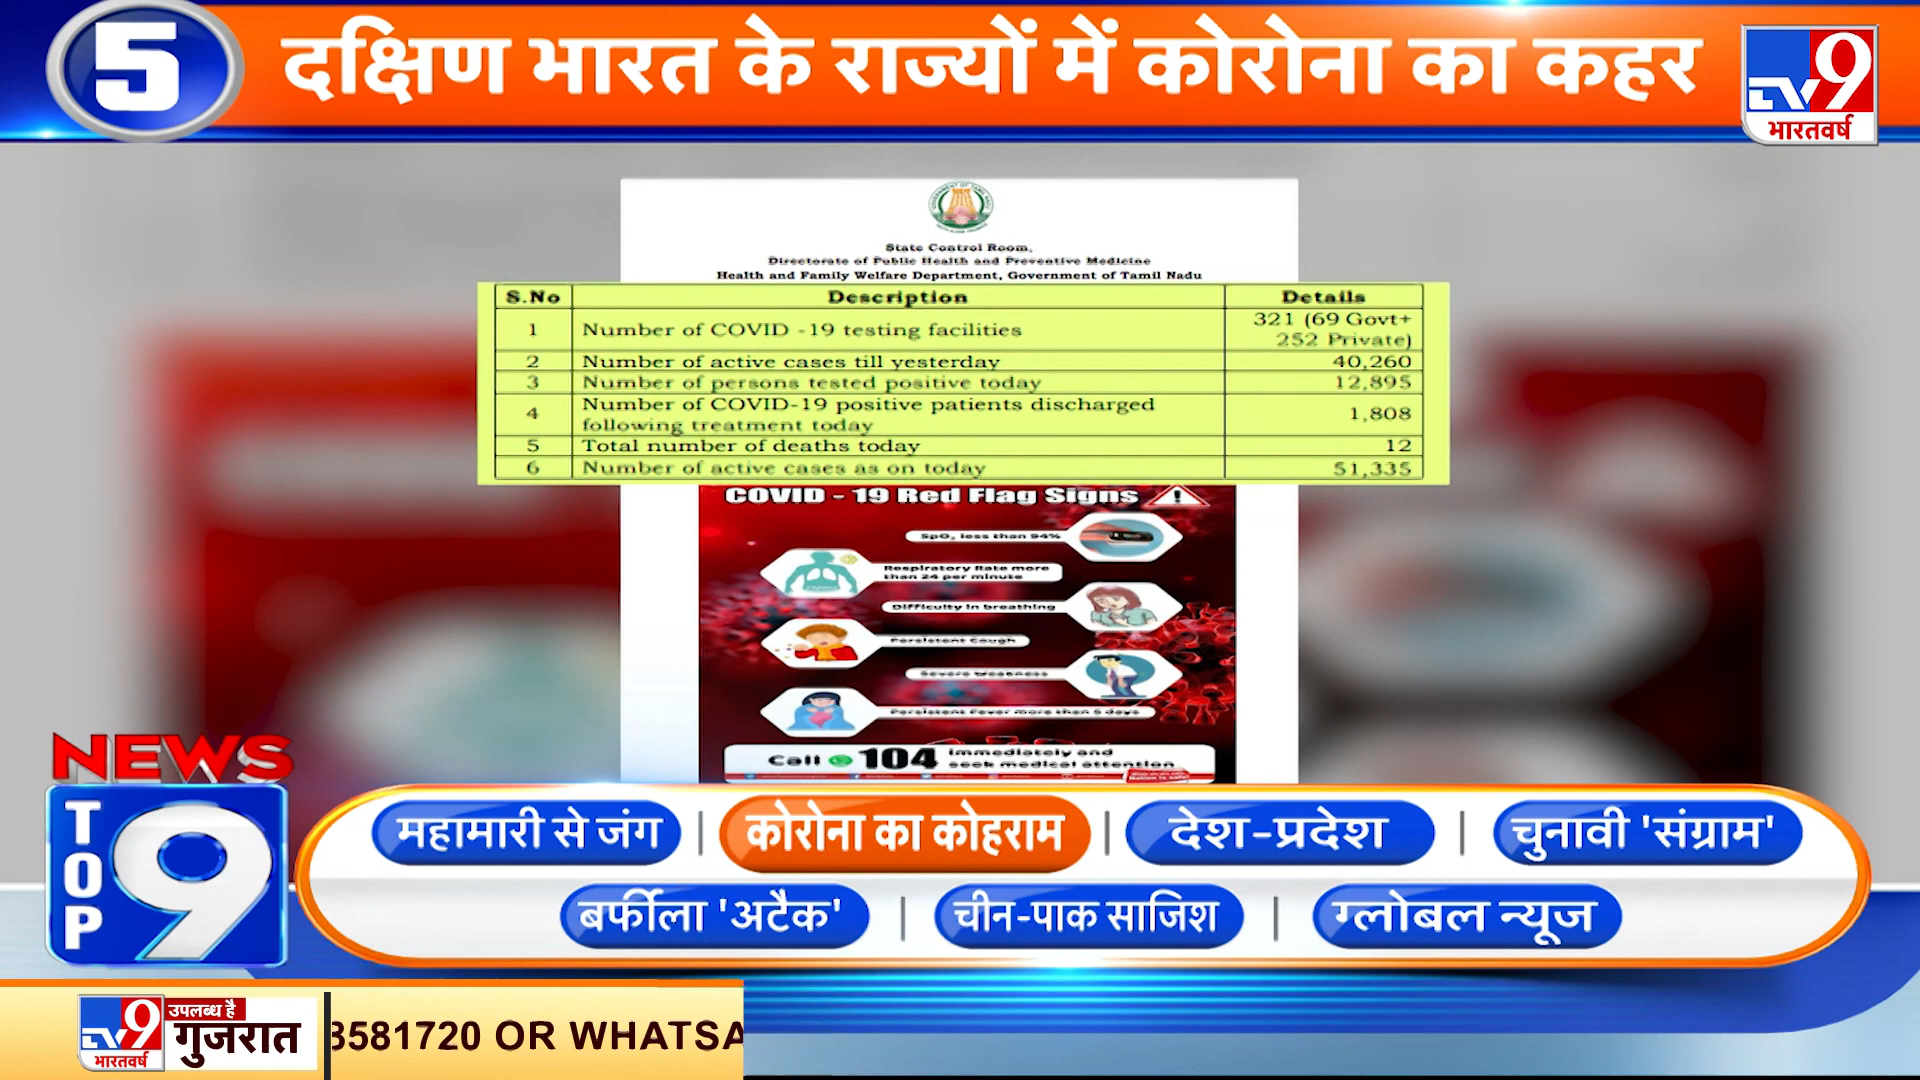 5 दक्षिण भारत के राज्यों में कोरोना का कहर
TV9
भारतवर्ष
State Control Room,
Directorate of Public Health and Preventive Medicine
Health and Family Welfare Department, Government of Tamil Nadu
S.No Description Details
1 Number of COVID -19 testing facilities 321 (69 Govt+ 252 Private)
2 Number of active cases till yesterday 40,260
3 Number of persons tested positive today 12,895
4 Number of COVID-19 positive patients discharged following treatment today 1,808
5 Total number of deaths today 12
6 Number of active cases as on today 51,335
COVID - 19 Red Flag Signs
SpO₂ less than 94%
Respiratory Rate more
than 24 per minute
Difficulty in breathing
Persistent Cough
Severe Weakness
Persistent Fever more than 5 days
Call 104 immediately and
seek medical attention
NEWS
TOP 9
महामारी से जंग | कोरोना का कोहराम | देश-प्रदेश | चुनावी 'संग्राम'
बर्फीला 'अटैक' | चीन-पाक साजिश | ग्लोबल न्यूज
TV9 भारतवर्ष
उपलब्ध है
गुजरात
3581720 OR WHATSA